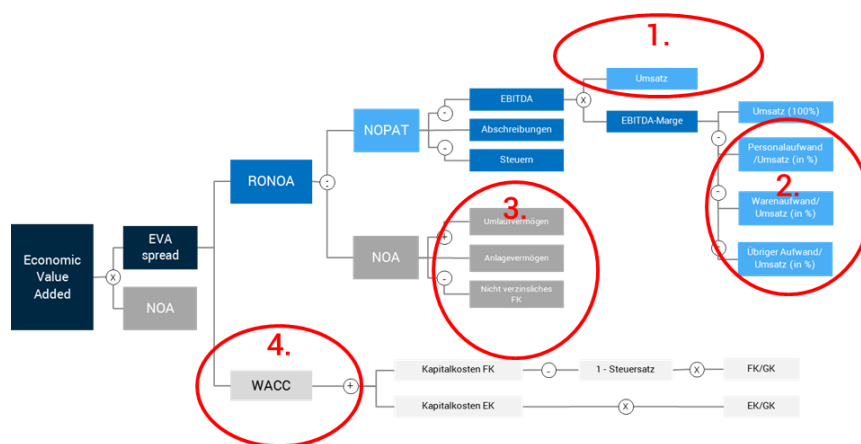 1.
Umsatz
EBITDA
Umsatz (100%)
NOPAT
Abschreibungen
EBITDA-Marge
Steuern
Personalaufwand
/Umsatz (in %)
2.
RONOA
3.
Warenaufwand/
Umsatz (in %)
Umlaufvermögen
EVA
spread
Economic
Value
Added
NOA
Anlagevermögen
Übriger Aufwand/
Umsatz (in %)
Nicht verzinsliches
FK
NOA
4.
WACC
Kapitalkosten FK
1 - Steuersatz
FK/GK
Kapitalkosten EK
EK/GK
x
-
-
-
-
-
-
+
-
x
+
-
x
x